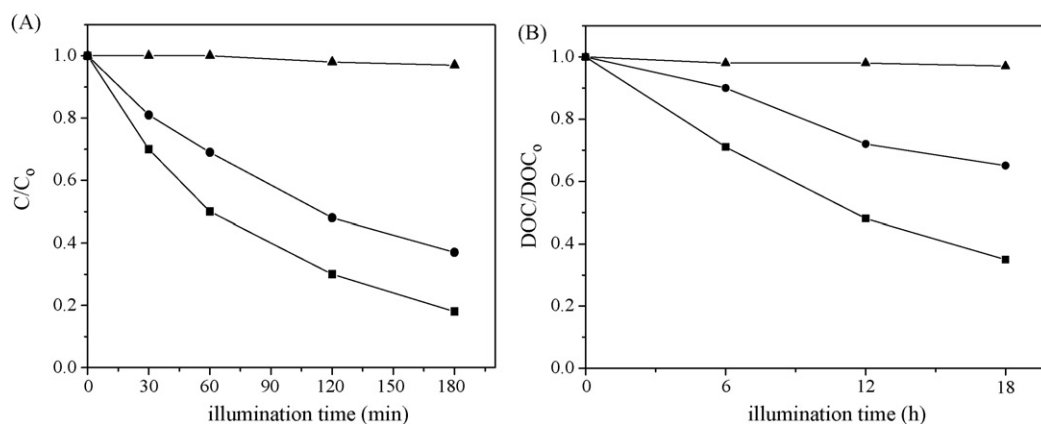 (A)
1.0
0.8
0.6
0.4
0.2
0.0
C/Co
0 30 60 90 120 150 180
illumination time (min)
(B)
1.0
0.8
0.6
0.4
0.2
0.0
DOC/DOCo
0 6 12 18
illumination time (h)